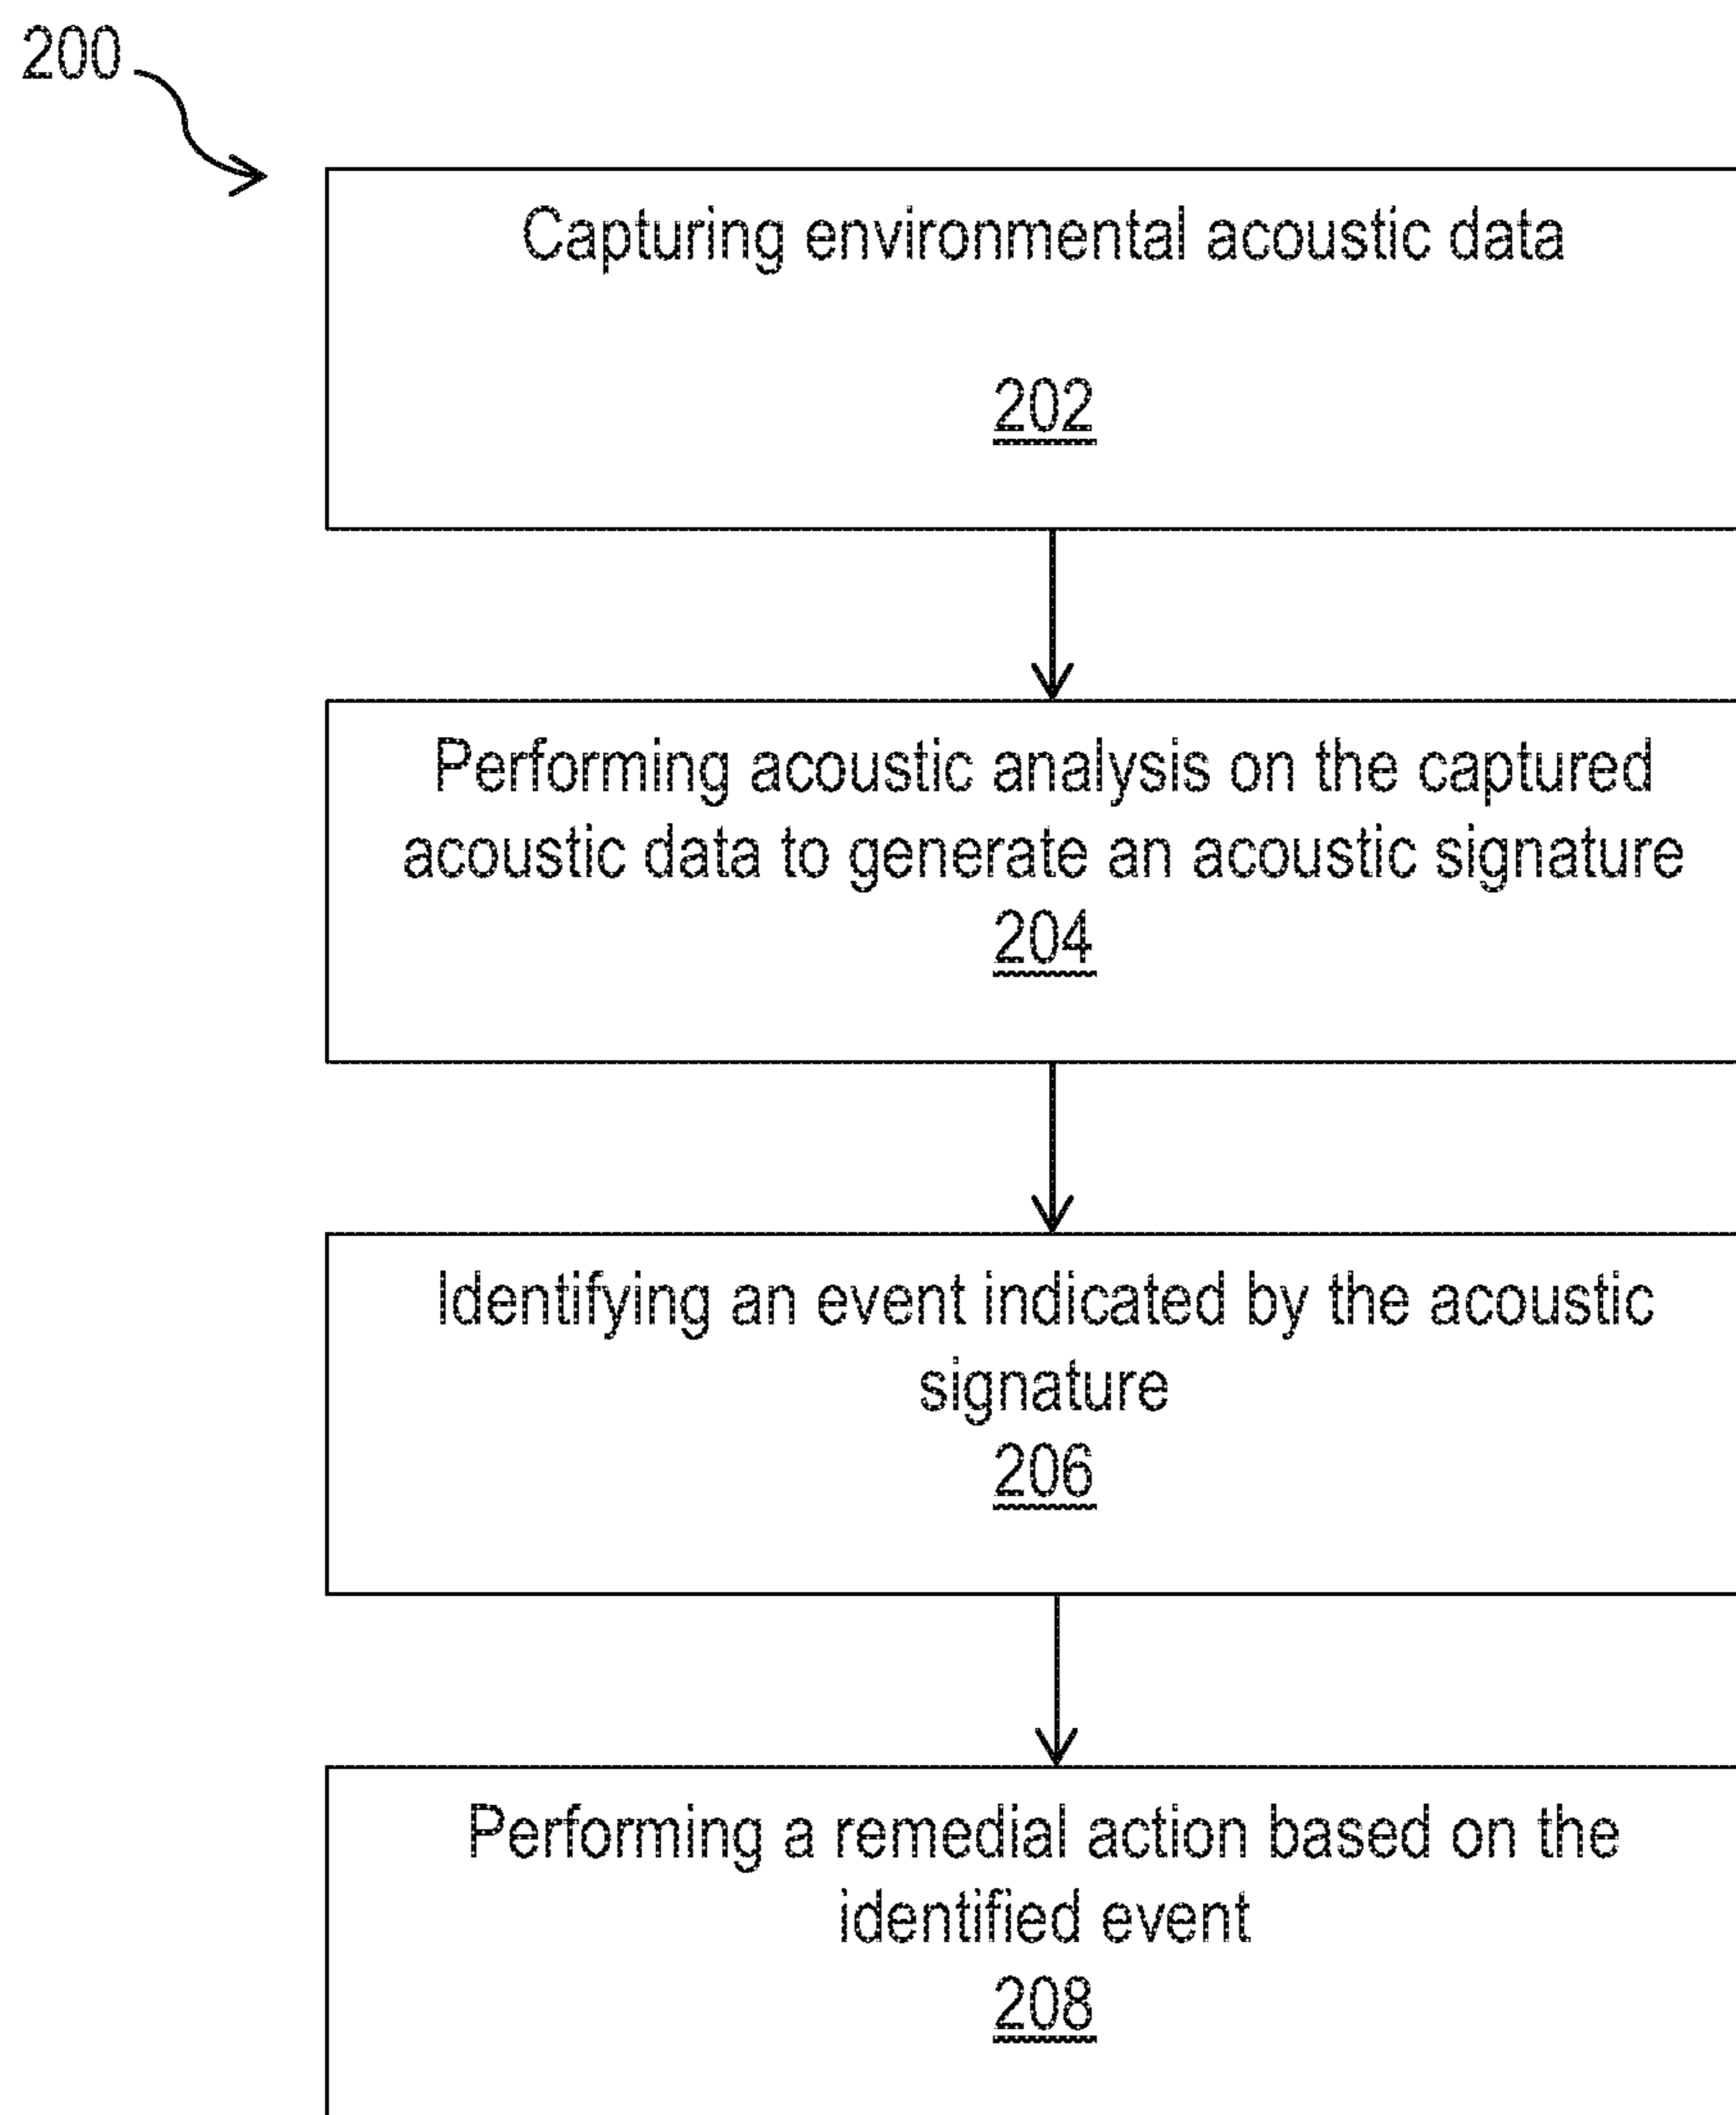 200
Capturing environmental acoustic data
202
Performing acoustic analysis on the captured
acoustic data to generate an acoustic signature
204
Identifying an event indicated by the acoustic
signature
206
Performing a remedial action based on the
identified event
208